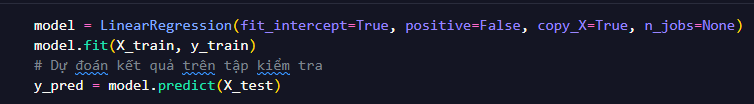 model = LinearRegression(fit_intercept=True, positive=False, copy_X=True, n_jobs=None)
model.fit(X_train, y_train)
# Dự đoán kết quả trên tập kiểm tra
y_pred = model.predict(X_test)